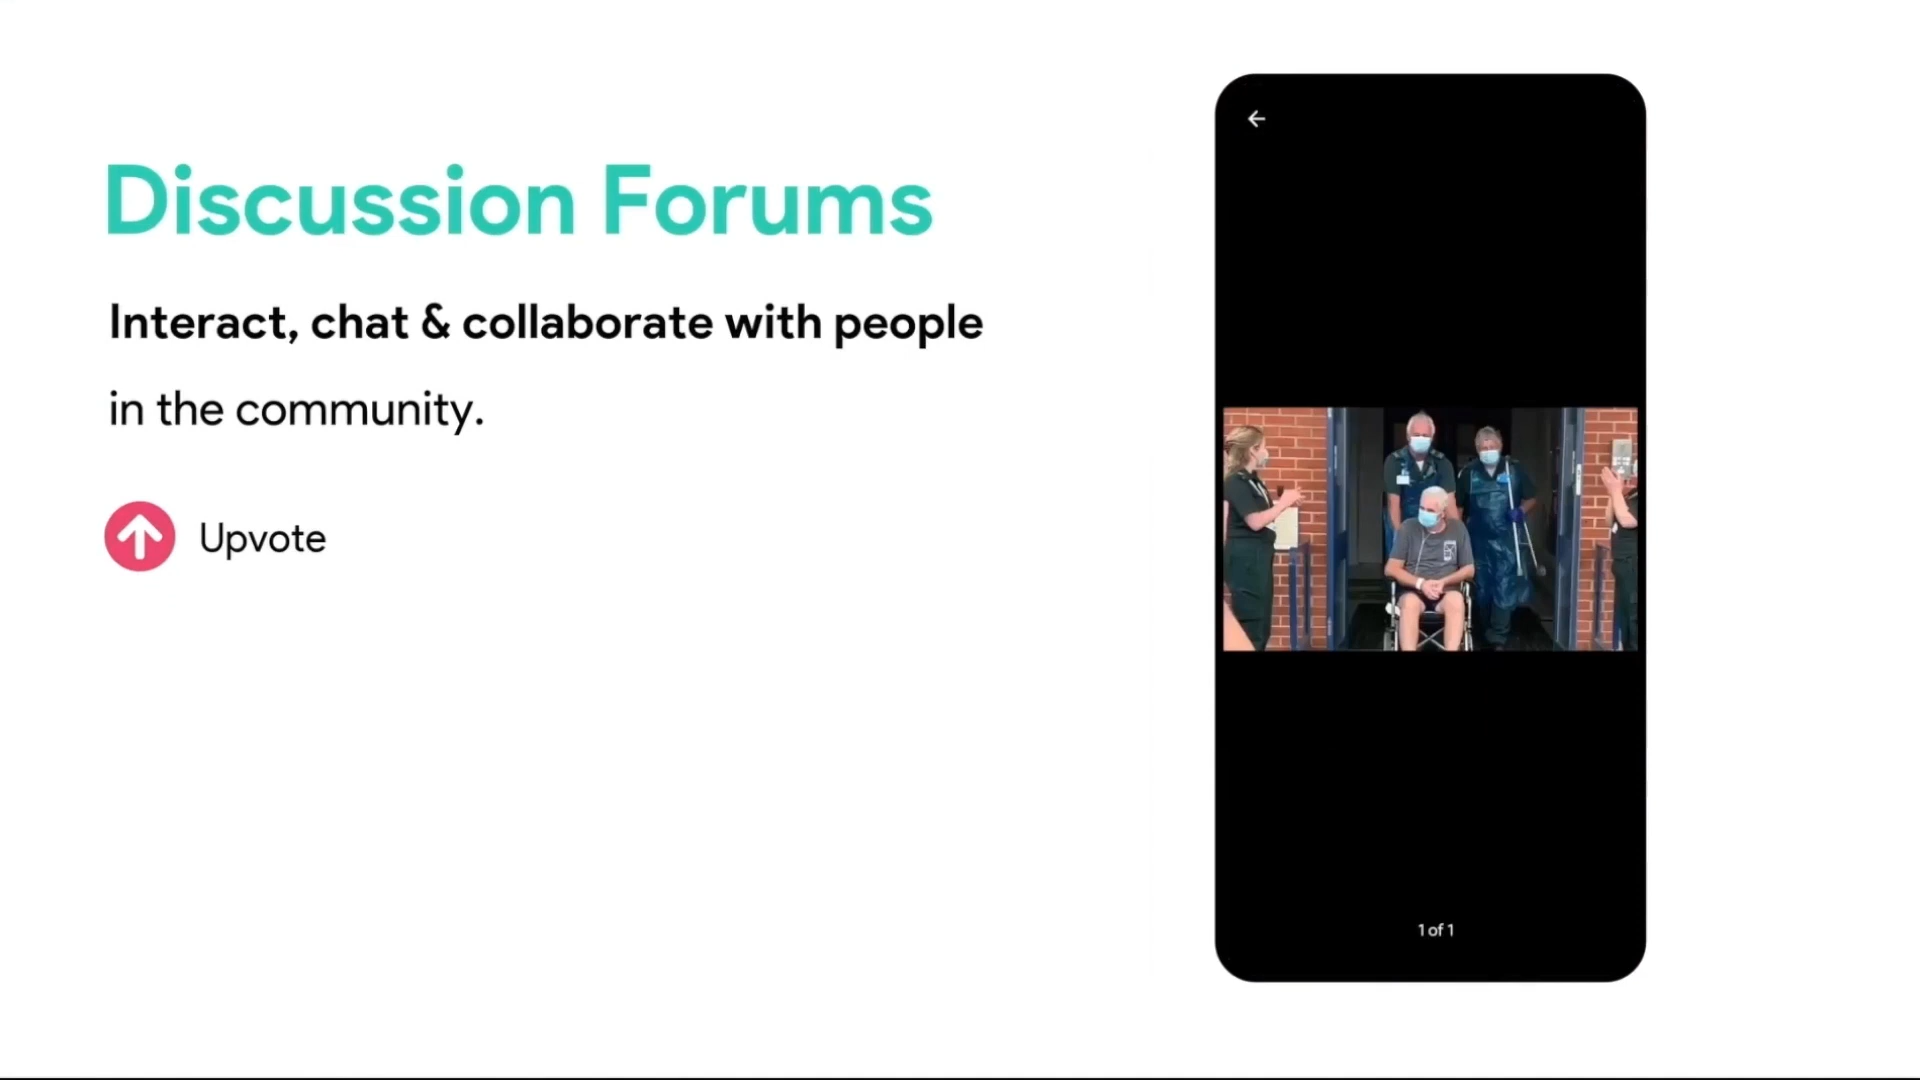 Discussion Forums
Interact, chat & collaborate with people
in the community.
Upvote
1 of 1